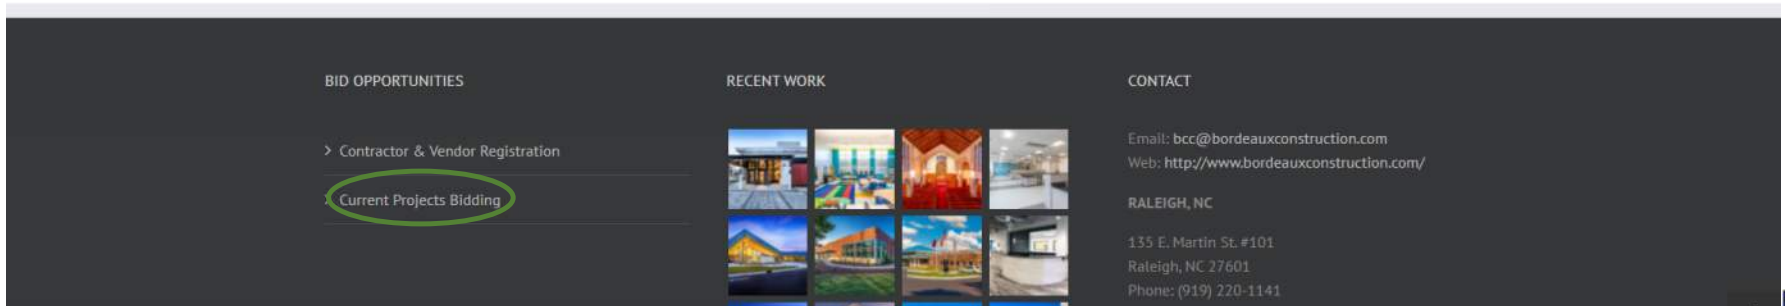 BID OPPORTUNITIES
> Contractor & Vendor Registration
> Current Projects Bidding
RECENT WORK
CONTACT
Email: bcc@bordeauxconstruction.com
Web: http://www.bordeauxconstruction.com/
RALEIGH, NC
135 E. Martin St. #101
Raleigh, NC 27601
Phone: (919) 220-1141